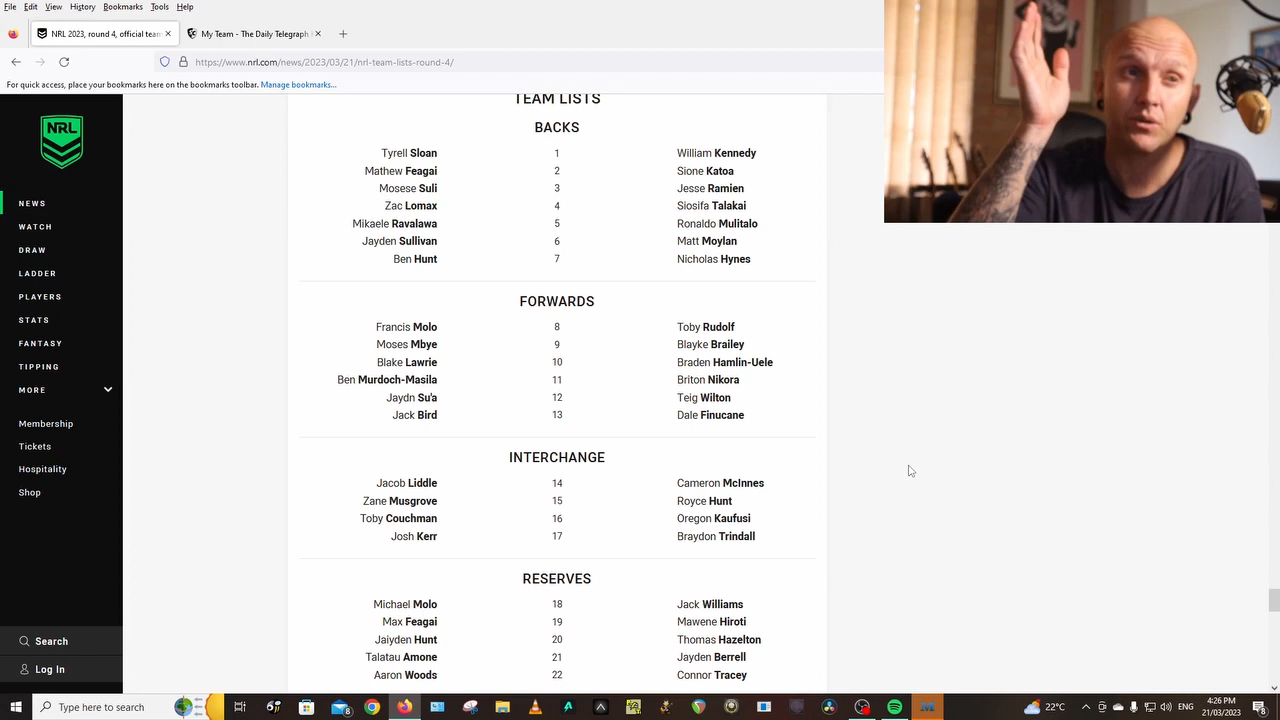 File Edit View History Bookmarks Tools Help
NRL 2023, round 4, official team
My Team - The Daily Telegraph
https://www.nrl.com/news/2023/03/21/nrl-team-lists-round-4/
For quick access, place your bookmarks here on the bookmarks toolbar. Manage bookmarks...
NRL
NEWS
WATCH
DRAW
LADDER
PLAYERS
STATS
FANTASY
TIPPING
MORE
Membership
Tickets
Hospitality
Shop
Search
Log In
TEAM LISTS
BACKS
Tyrell Sloan 1 William Kennedy
Mathew Feagai 2 Sione Katoa
Mosese Suli 3 Jesse Ramien
Zac Lomax 4 Siosifa Talakai
Mikaele Ravalawa 5 Ronaldo Mulitalo
Jayden Sullivan 6 Matt Moylan
Ben Hunt 7 Nicholas Hynes
FORWARDS
Francis Molo 8 Toby Rudolf
Moses Mbye 9 Blayke Brailey
Blake Lawrie 10 Braden Hamlin-Uele
Ben Murdoch-Masila 11 Briton Nikora
Jaydn Su'a 12 Teig Wilton
Jack Bird 13 Dale Finucane
INTERCHANGE
Jacob Liddle 14 Cameron McInnes
Zane Musgrove 15 Royce Hunt
Toby Couchman 16 Oregon Kaufusi
Josh Kerr 17 Braydon Trindall
RESERVES
Michael Molo 18 Jack Williams
Max Feagai 19 Mawene Hiroti
Jaiyden Hunt 20 Thomas Hazelton
Talatau Amone 21 Jayden Berrell
Aaron Woods 22 Connor Tracey
Type here to search
22°C
ENG
4:26 PM
21/03/2023